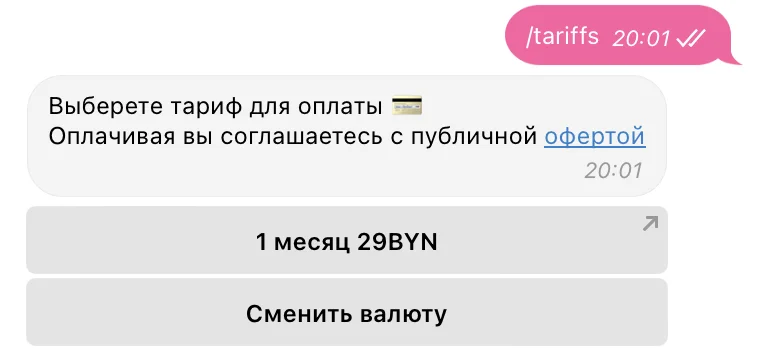 /tariffs 20:01
Выберете тариф для оплаты 💳
Оплачивая вы соглашаетесь с публичной офертой
20:01
1 месяц 29BYN
Сменить валюту